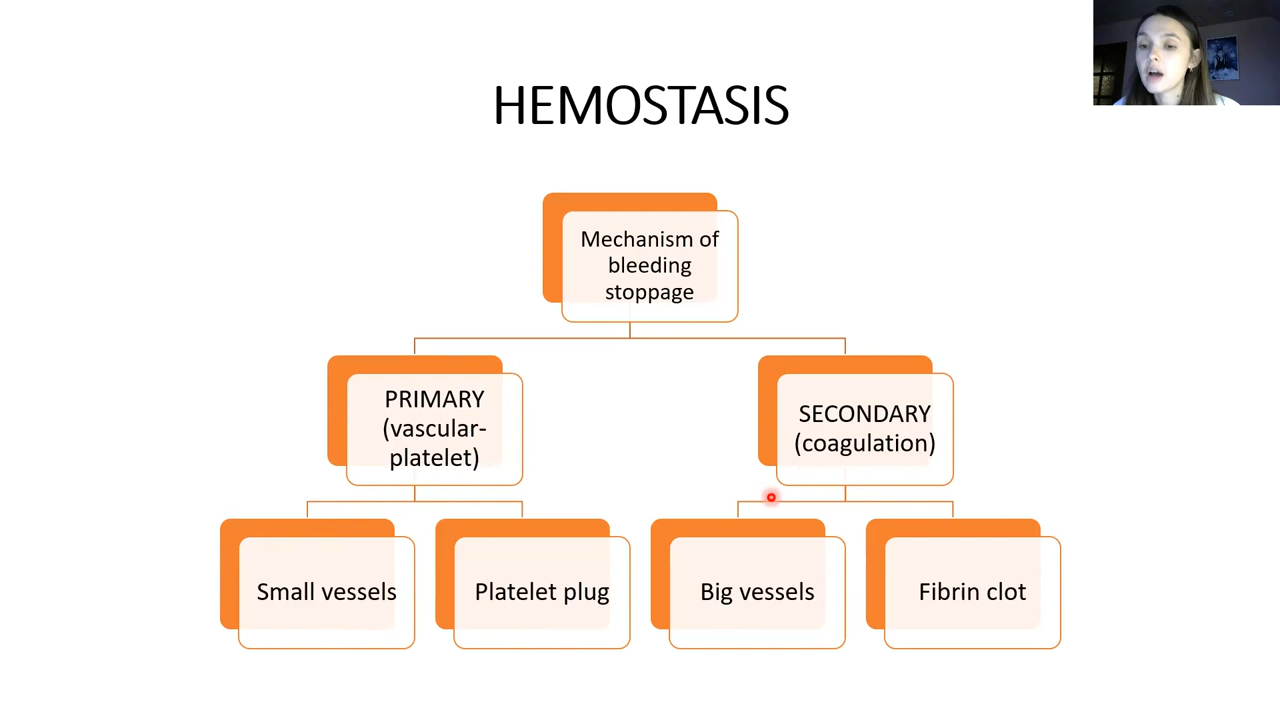 HEMOSTASIS
Mechanism of
bleeding
stoppage
PRIMARY
(vascular-
platelet)
SECONDARY
(coagulation)
Small vessels
Platelet plug
Big vessels
Fibrin clot